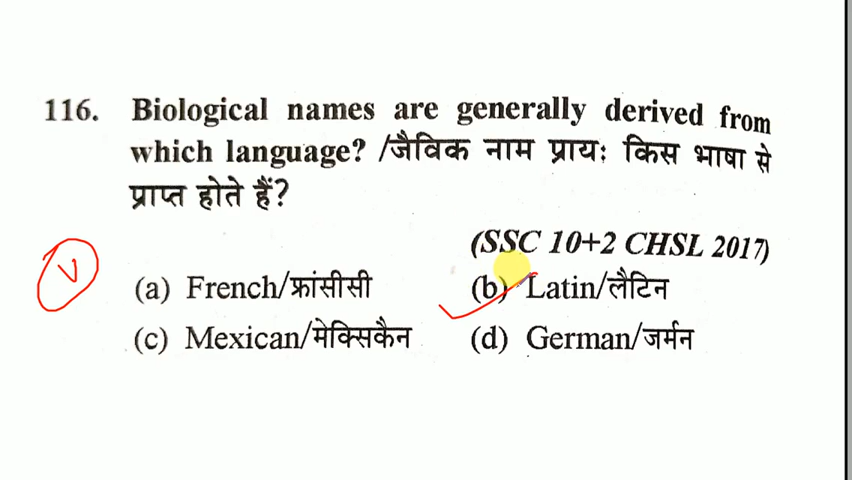 116. Biological names are generally derived from
which language? /जैविक नाम प्रायः किस भाषा से
प्राप्त होते हैं?
(SSC 10+2 CHSL 2017)
V
(a) French/फ्रांसीसी (b) Latin/लैटिन
(c) Mexican/मेक्सिकैन (d) German/जर्मन